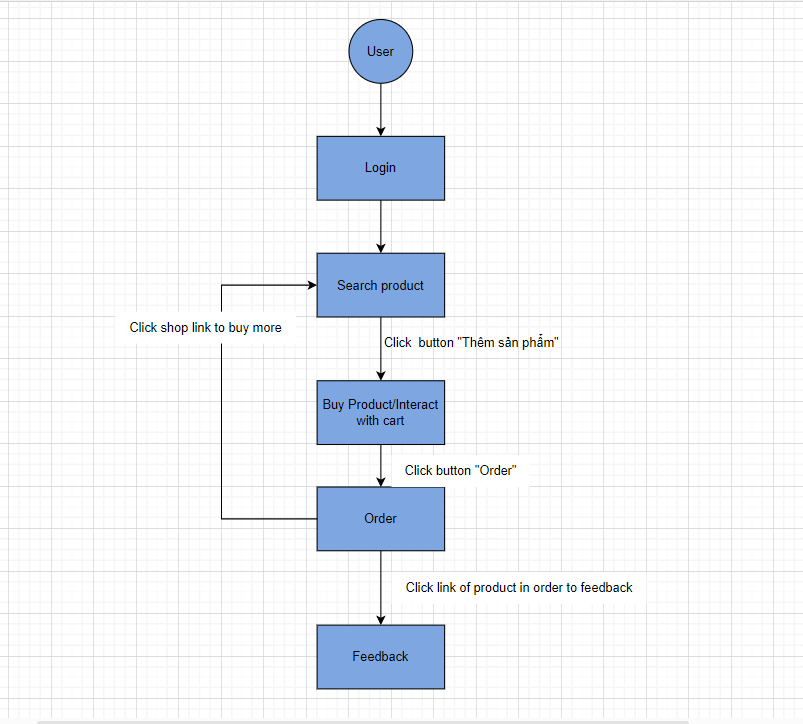 User
Login
Search product
Click shop link to buy more
Click  button "Thêm sản phẩm"
Buy Product/Interact
with cart
Click button "Order"
Order
Click link of product in order to feedback
Feedback